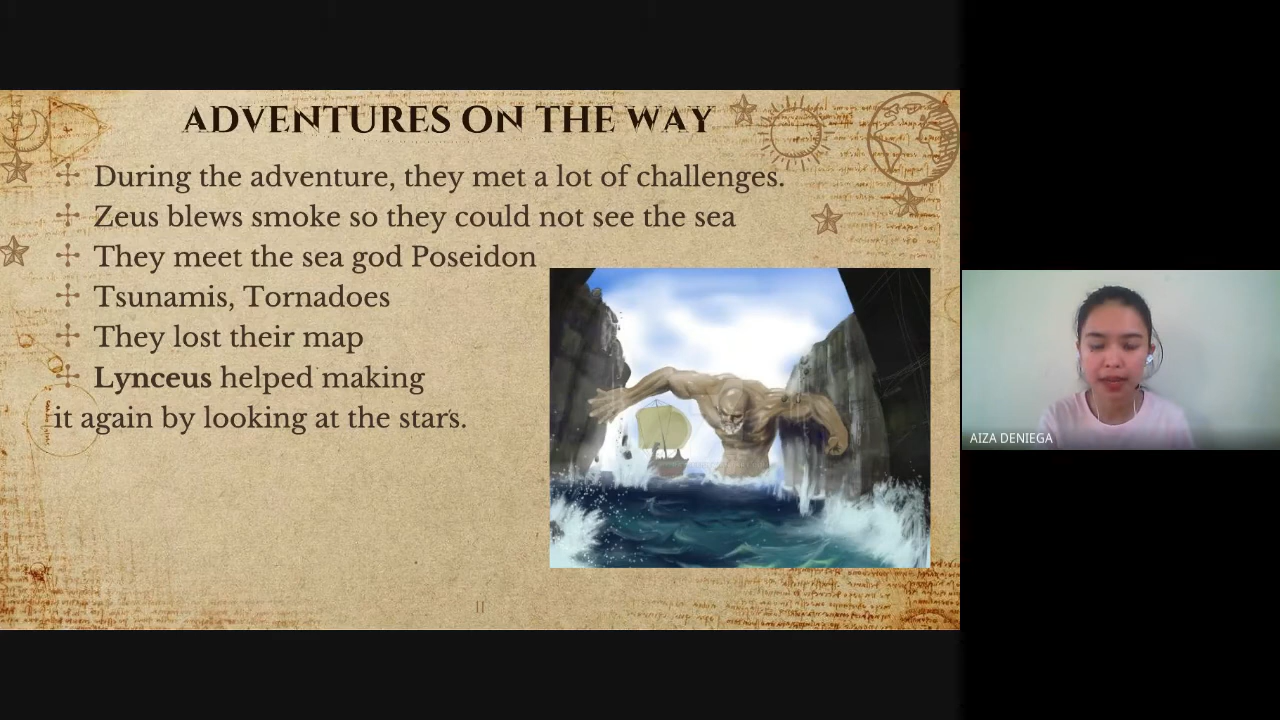 ADVENTURES ON THE WAY
During the adventure, they met a lot of challenges.
Zeus blews smoke so they could not see the sea
They meet the sea god Poseidon
Tsunamis, Tornadoes
They lost their map
Lynceus helped making
it again by looking at the stars.
11
AIZA DENIEGA